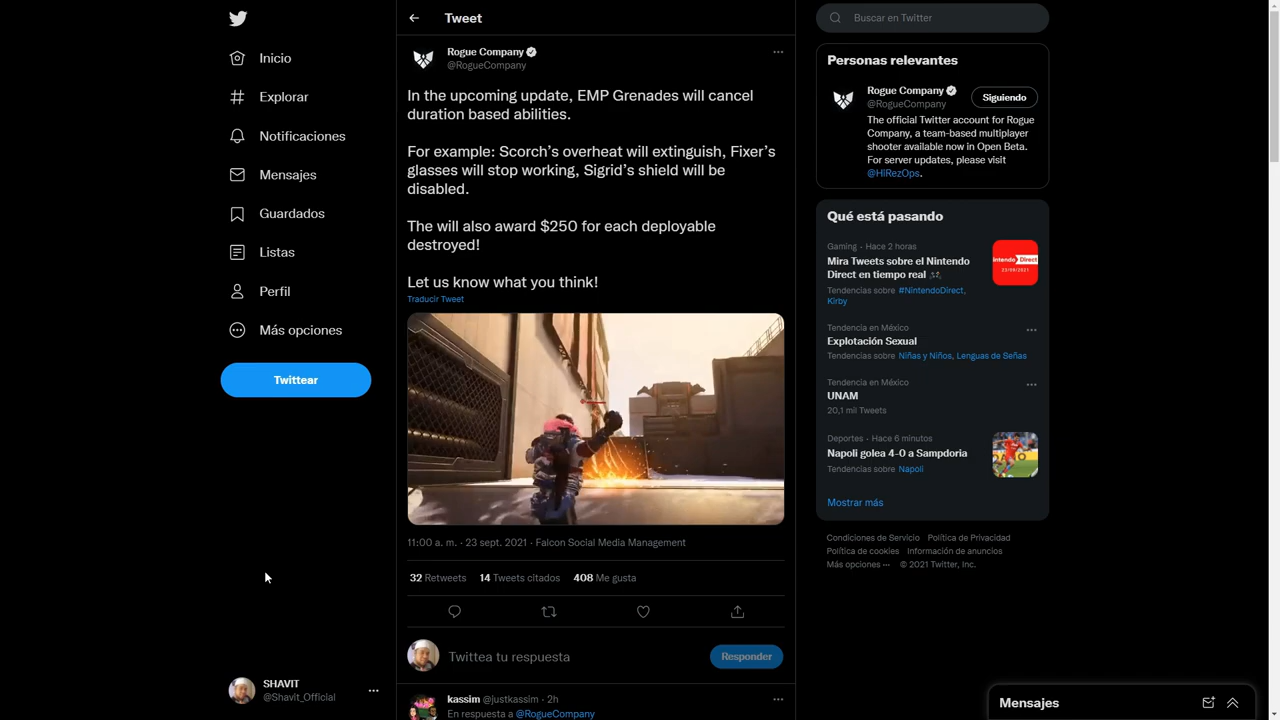 Inicio
Explorar
Notificaciones
Mensajes
Guardados
Listas
Perfil
Más opciones
Twittear
SHAVIT
@Shavit_Official
Tweet
Rogue Company
@RogueCompany
In the upcoming update, EMP Grenades will cancel
duration based abilities.
For example: Scorch’s overheat will extinguish, Fixer’s
glasses will stop working, Sigrid’s shield will be
disabled.
The will also award $250 for each deployable
destroyed!
Let us know what you think!
Traducir Tweet
11:00 a. m. · 23 sept. 2021 · Falcon Social Media Management
32 Retweets 14 Tweets citados 408 Me gusta
Twittea tu respuesta
Responder
kassim @justkassim · 2h
En respuesta a @RogueCompany
Buscar en Twitter
Personas relevantes
Rogue Company
@RogueCompany
Siguiendo
The official Twitter account for Rogue
Company, a team-based multiplayer
shooter available now in Open Beta.
For server updates, please visit
@HiRezOps.
Qué está pasando
Gaming · Hace 2 horas
Mira Tweets sobre el Nintendo
Direct en tiempo real
Tendencias sobre #NintendoDirect,
Kirby
Tendencia en México
Explotación Sexual
Tendencias sobre Niñas y Niños, Lenguas de Señas
Tendencia en México
UNAM
20,1 mil Tweets
Deportes · Hace 6 minutos
Napoli golea 4-0 a Sampdoria
Tendencias sobre Napoli
Mostrar más
Condiciones de Servicio Política de Privacidad
Política de cookies Información de anuncios
Más opciones © 2021 Twitter, Inc.
Mensajes